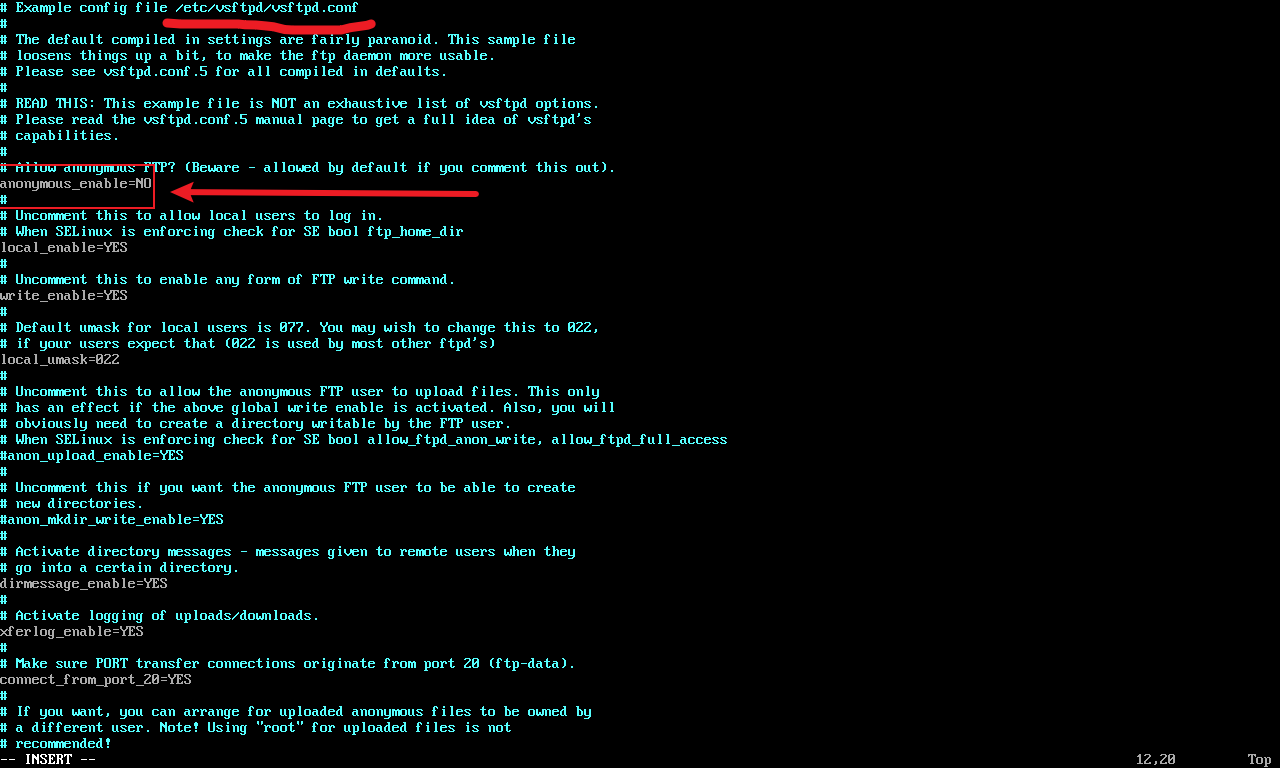 # Example config file /etc/vsftpd/vsftpd.conf
#
# The default compiled in settings are fairly paranoid. This sample file
# loosens things up a bit, to make the ftp daemon more usable.
# Please see vsftpd.conf.5 for all compiled in defaults.
#
# READ THIS: This example file is NOT an exhaustive list of vsftpd options.
# Please read the vsftpd.conf.5 manual page to get a full idea of vsftpd's
# capabilities.
#
# Allow anonymous FTP? (Beware - allowed by default if you comment this out).
anonymous_enable=NO
#
# Uncomment this to allow local users to log in.
# When SELinux is enforcing check for SE bool ftp_home_dir
local_enable=YES
#
# Uncomment this to enable any form of FTP write command.
write_enable=YES
#
# Default umask for local users is 077. You may wish to change this to 022,
# if your users expect that (022 is used by most other ftpd's)
local_umask=022
#
# Uncomment this to allow the anonymous FTP user to upload files. This only
# has an effect if the above global write enable is activated. Also, you will
# obviously need to create a directory writable by the FTP user.
# When SELinux is enforcing check for SE bool allow_ftpd_anon_write, allow_ftpd_full_access
#anon_upload_enable=YES
#
# Uncomment this if you want the anonymous FTP user to be able to create
# new directories.
#anon_mkdir_write_enable=YES
#
# Activate directory messages - messages given to remote users when they
# go into a certain directory.
dirmessage_enable=YES
#
# Activate logging of uploads/downloads.
xferlog_enable=YES
#
# Make sure PORT transfer connections originate from port 20 (ftp-data).
connect_from_port_20=YES
#
# If you want, you can arrange for uploaded anonymous files to be owned by
# a different user. Note! Using "root" for uploaded files is not
# recommended!
-- INSERT -- 12,20 Top